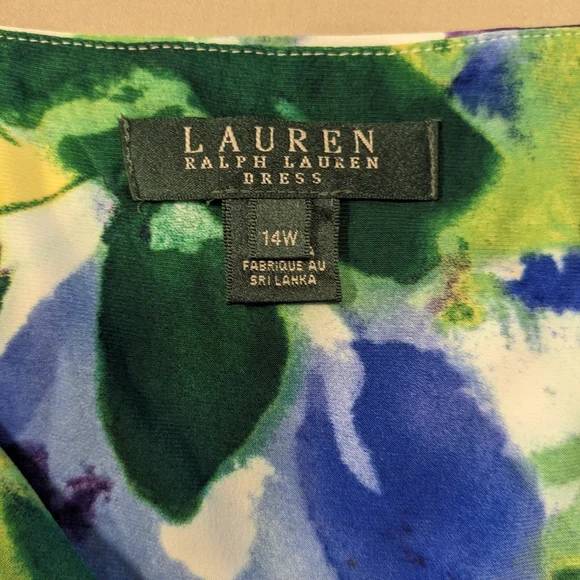 LAUREN
RALPH LAUREN
DRESS
14W
FABRIQUE AU
SRI LANKA